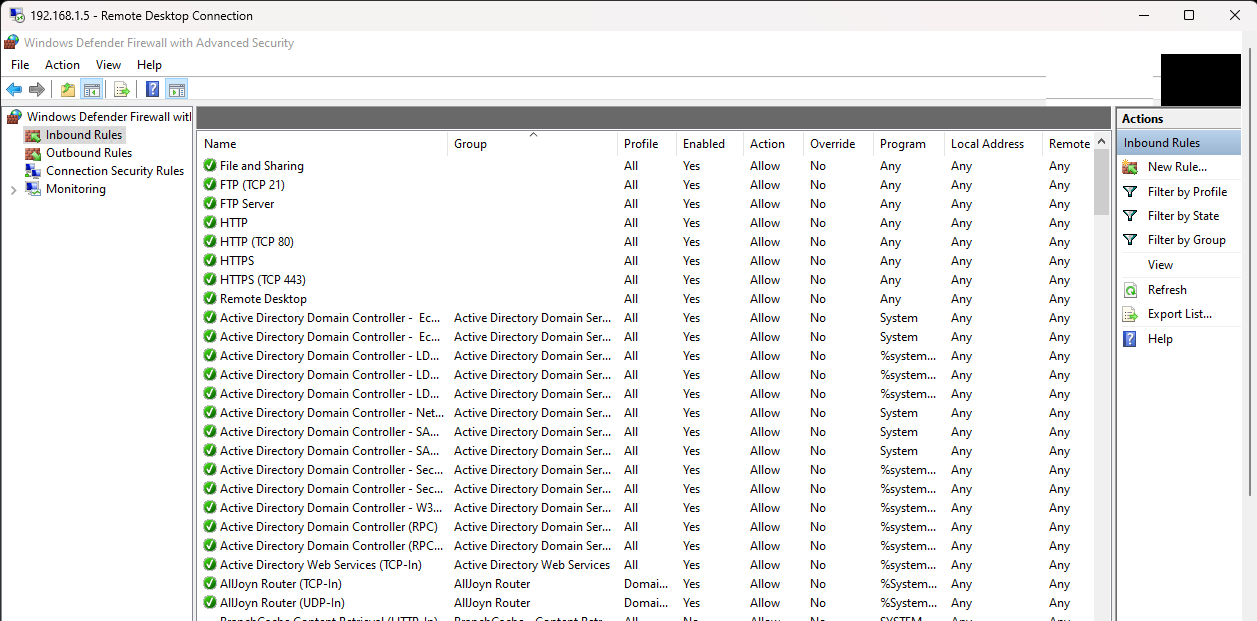 192.168.1.5 - Remote Desktop Connection
Windows Defender Firewall with Advanced Security
File Action View Help
Windows Defender Firewall witl
Inbound Rules
Outbound Rules
Connection Security Rules
Monitoring
Name Group Profile Enabled Action Override Program Local Address Remote
File and Sharing All Yes Allow No Any Any Any
FTP (TCP 21) All Yes Allow No Any Any Any
FTP Server All Yes Allow No Any Any Any
HTTP All Yes Allow No Any Any Any
HTTP (TCP 80) All Yes Allow No Any Any Any
HTTPS All Yes Allow No Any Any Any
HTTPS (TCP 443) All Yes Allow No Any Any Any
Remote Desktop All Yes Allow No Any Any Any
Active Directory Domain Controller - Ec... Active Directory Domain Ser... All Yes Allow No System Any Any
Active Directory Domain Controller - Ec... Active Directory Domain Ser... All Yes Allow No System Any Any
Active Directory Domain Controller - LD... Active Directory Domain Ser... All Yes Allow No %system... Any Any
Active Directory Domain Controller - LD... Active Directory Domain Ser... All Yes Allow No %system... Any Any
Active Directory Domain Controller - LD... Active Directory Domain Ser... All Yes Allow No %system... Any Any
Active Directory Domain Controller - Net... Active Directory Domain Ser... All Yes Allow No System Any Any
Active Directory Domain Controller - SA... Active Directory Domain Ser... All Yes Allow No System Any Any
Active Directory Domain Controller - SA... Active Directory Domain Ser... All Yes Allow No System Any Any
Active Directory Domain Controller - Sec... Active Directory Domain Ser... All Yes Allow No %system... Any Any
Active Directory Domain Controller - Sec... Active Directory Domain Ser... All Yes Allow No %system... Any Any
Active Directory Domain Controller - W3... Active Directory Domain Ser... All Yes Allow No %system... Any Any
Active Directory Domain Controller (RPC) Active Directory Domain Ser... All Yes Allow No %system... Any Any
Active Directory Domain Controller (RPC... Active Directory Domain Ser... All Yes Allow No %system... Any Any
Active Directory Web Services (TCP-In) Active Directory Web Services All Yes Allow No %system... Any Any
AllJoyn Router (TCP-In) AllJoyn Router Domai... Yes Allow No %System... Any Any
AllJoyn Router (UDP-In) AllJoyn Router Domai... Yes Allow No %System... Any Any
BranchCache Content Retrieval (HTTP-In) BranchCache - Content Retr... All No Allow No SYSTEM Any Any
Actions
Inbound Rules
New Rule...
Filter by Profile
Filter by State
Filter by Group
View
Refresh
Export List...
Help